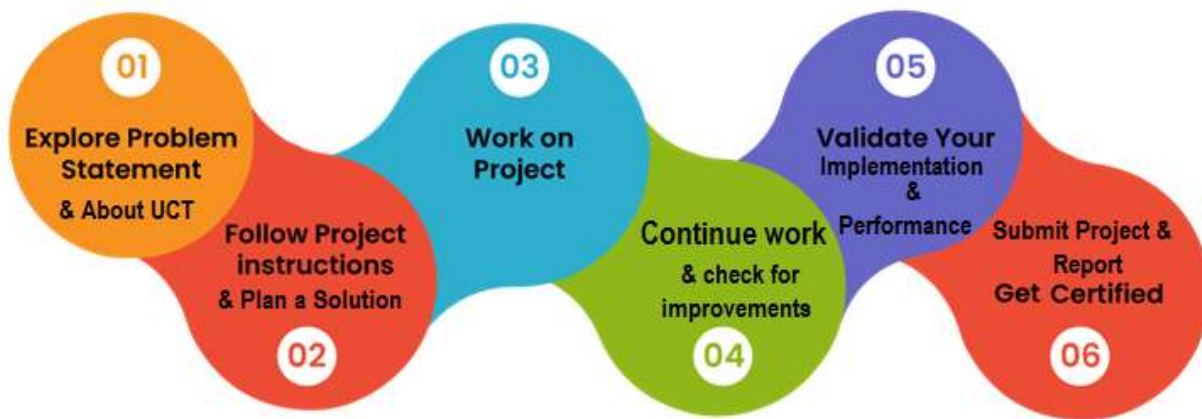 01
Explore Problem
Statement
& About UCT
Follow Project
instructions
& Plan a Solution
02
03
Work on
Project
Continue work
& check for
improvements
04
05
Validate Your
Implementation
&
Performance
Submit Project &
Report
Get Certified
06